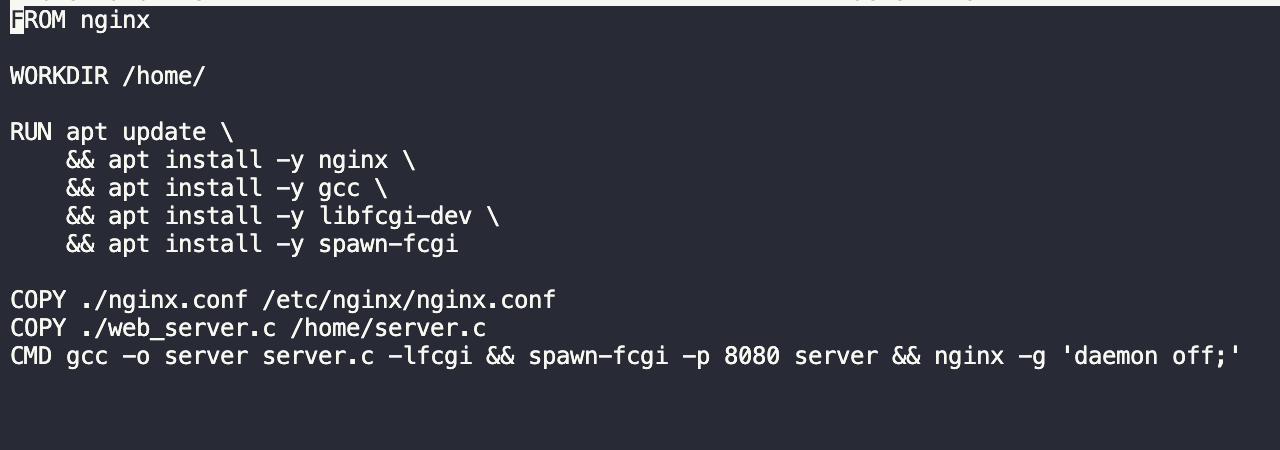 FROM nginx
WORKDIR /home/
RUN apt update \
    && apt install -y nginx \
    && apt install -y gcc \
    && apt install -y libfcgi-dev \
    && apt install -y spawn-fcgi
COPY ./nginx.conf /etc/nginx/nginx.conf
COPY ./web_server.c /home/server.c
CMD gcc -o server server.c -lfcgi && spawn-fcgi -p 8080 server && nginx -g 'daemon off;'